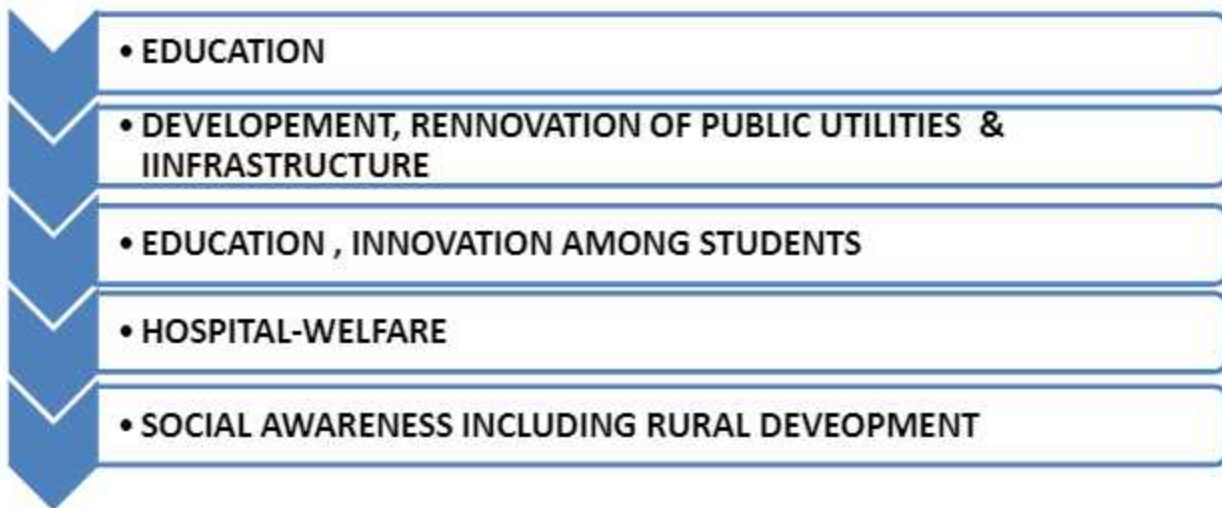 • EDUCATION
• DEVELOPEMENT, RENNOVATION OF PUBLIC UTILITIES &
IINFRASTRUCTURE
• EDUCATION , INNOVATION AMONG STUDENTS
• HOSPITAL-WELFARE
• SOCIAL AWARENESS INCLUDING RURAL DEVEOPMENT